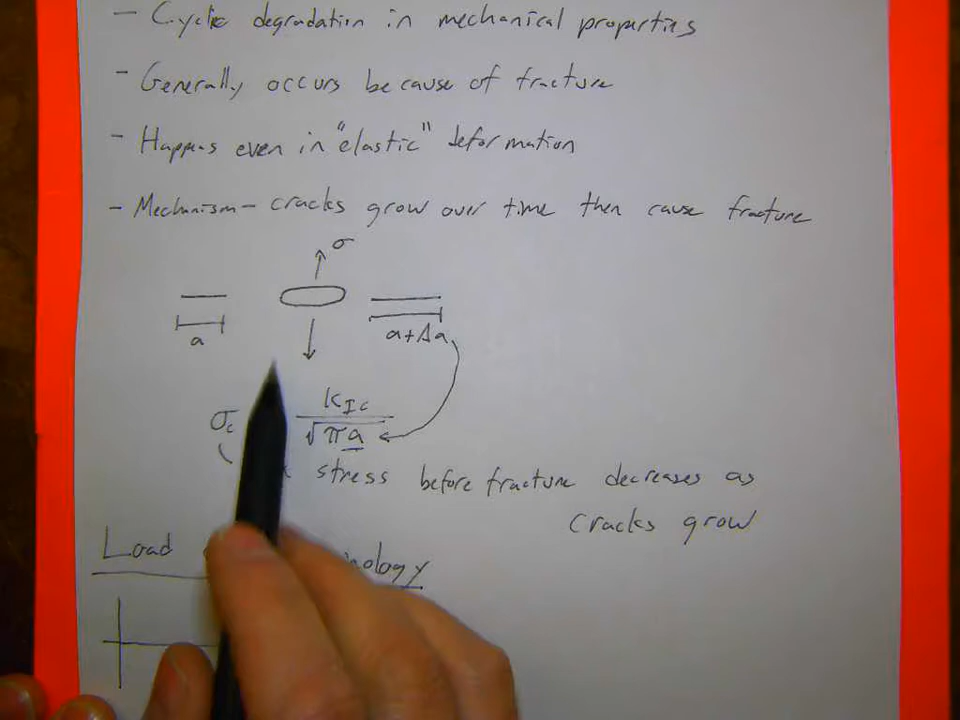 - Cyclic degradation in mechanical properties
- Generally occurs because of fracture
- Happens even in "elastic" deformation
- Mechanism - cracks grow over time then cause fracture
σ
a
a+Δa
σc
KIc
√πa
stress before fracture decreases as
cracks grow
Load